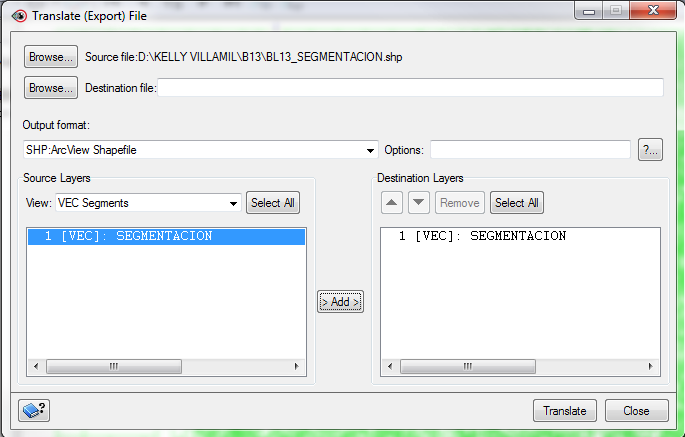 Translate (Export) File
Browse... Source file:D:\KELLY VILLAMIL\B13\BL13_SEGMENTACION.shp
Browse... Destination file:
Output format:
SHP:ArcView Shapefile Options: ?...
Source Layers Destination Layers
View: VEC Segments Select All Remove Select All
1 [VEC]: SEGMENTACION 1 [VEC]: SEGMENTACION
> Add >
? Translate Close